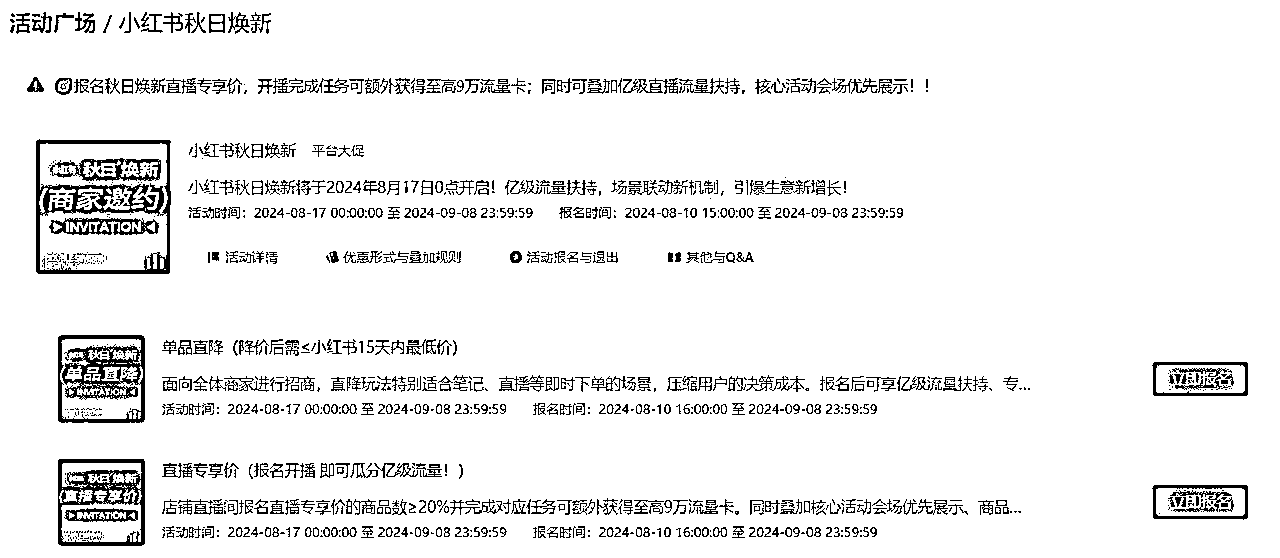 活动广场 / 小红书秋日焕新
报名秋日焕新直播专享价，开播完成任务可额外获得至高9万流量卡；同时可叠加亿级直播流量扶持，核心活动会场优先展示！！
秋日焕新
商家邀约
INVITATION
小红书秋日焕新 平台大促
小红书秋日焕新将于2024年8月17日0点开启！亿级流量扶持，场景联动新机制，引爆生意新增长！
活动时间：2024-08-17 00:00:00 至 2024-09-08 23:59:59 报名时间：2024-08-10 15:00:00 至 2024-09-08 23:59:59
活动详情 优惠形式与叠加规则 活动报名与退出 其他与Q&A
秋日焕新
单品直降
INVITATION
单品直降（降价后需≤小红书15天内最低价）
面向全体商家进行招商，直降玩法特别适合笔记、直播等即时下单的场景，压缩用户的决策成本。报名后可享亿级流量扶持、专...
活动时间：2024-08-17 00:00:00 至 2024-09-08 23:59:59 报名时间：2024-08-10 16:00:00 至 2024-09-08 23:59:59
立即报名
秋日焕新
直播专享价
INVITATION
直播专享价（报名开播 即可瓜分亿级流量！）
店铺直播间报名直播专享价的商品数≥20%并完成对应任务可额外获得至高9万流量卡。同时叠加核心活动会场优先展示、商品...
活动时间：2024-08-17 00:00:00 至 2024-09-08 23:59:59 报名时间：2024-08-10 16:00:00 至 2024-09-08 23:59:59
立即报名